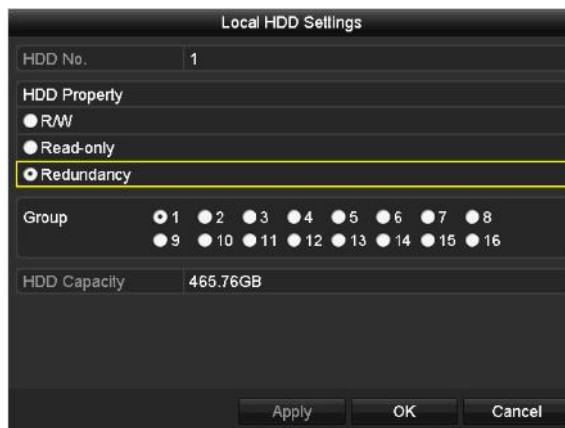 Local HDD Settings
HDD No. 1
HDD Property
R/W
Read-only
Redundancy
Group 1 2 3 4 5 6 7 8
9 10 11 12 13 14 15 16
HDD Capacity 465.76GB
Apply OK Cancel